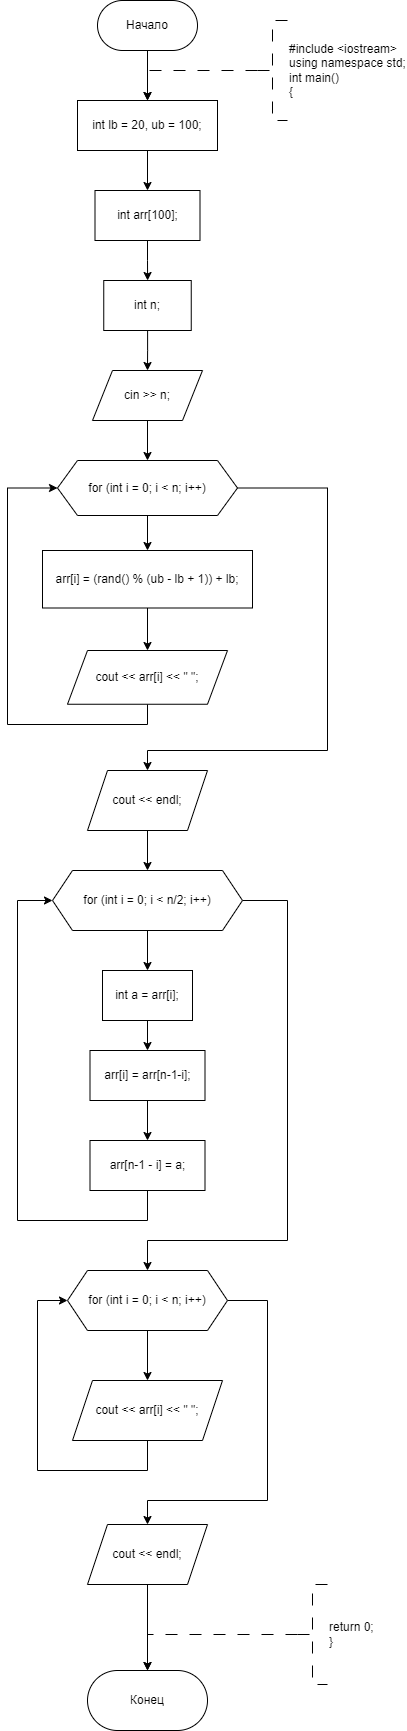 Начало
#include <iostream>
using namespace std;
int main()
{
int lb = 20, ub = 100;
int arr[100];
int n;
cin >> n;
for (int i = 0; i < n; i++)
arr[i] = (rand() % (ub - lb + 1)) + lb;
cout << arr[i] << " ";
cout << endl;
for (int i = 0; i < n/2; i++)
int a = arr[i];
arr[i] = arr[n-1-i];
arr[n-1 - i] = a;
for (int i = 0; i < n; i++)
cout << arr[i] << " ";
cout << endl;
return 0;
}
Конец